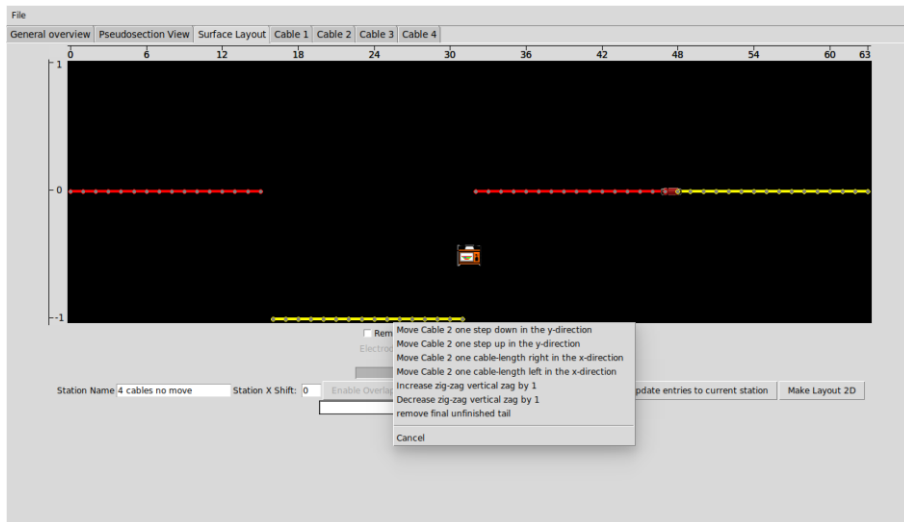 File
General overview Pseudosection View Surface Layout Cable 1 Cable 2 Cable 3 Cable 4
0 6 12 18 24 30 36 42 48 54 60 63
1
0
-1
Rem
Move Cable 2 one step down in the y-direction
Electrod
Move Cable 2 one step up in the y-direction
Move Cable 2 one cable-length right in the x-direction
Move Cable 2 one cable-length left in the x-direction
Station Name 4 cables no move Station X Shift: 0 Enable Overlap
Increase zig-zag vertical zag by 1
pdate entries to current station Make Layout 2D
Decrease zig-zag vertical zag by 1
remove final unfinished tail
Cancel